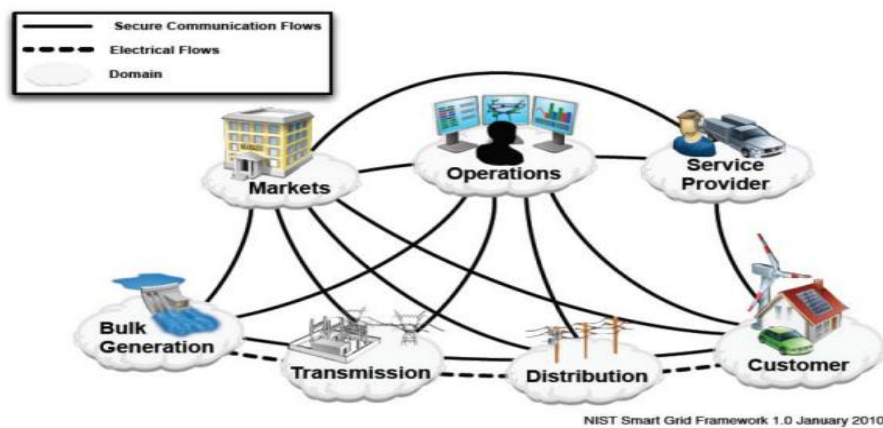 Secure Communication Flows
Electrical Flows
Domain
Markets
Operations
Service
Provider
Bulk
Generation
Transmission
Distribution
Customer
NIST Smart Grid Framework 1.0 January 2010